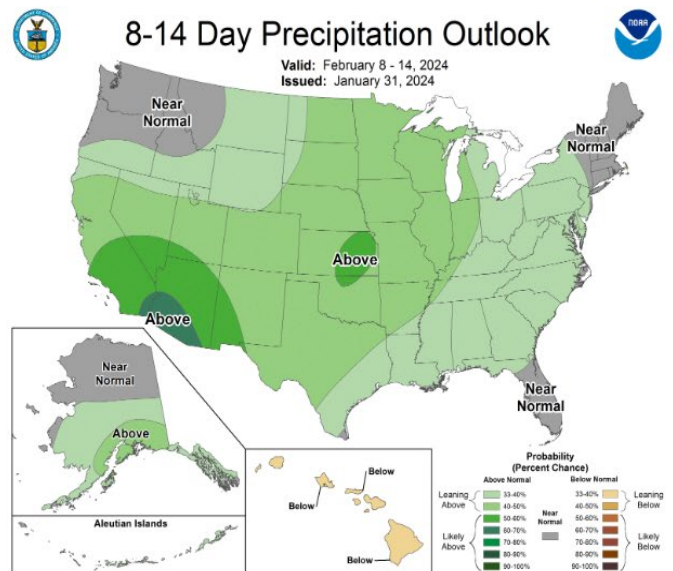 8-14 Day Precipitation Outlook
Valid: February 8 - 14, 2024
Issued: January 31, 2024
NOAA
Near
Normal
Near
Normal
Above
Above
Near
Normal
Near
Normal
Above
Below
Below
Below
Aleutian Islands
Probability
(Percent Chance)
Above Normal
Below Normal
Leaning
Above
33-40%
40-50%
Likely
Above
50-60%
60-70%
70-80%
80-90%
90-100%
Near
Normal
33-40%
40-50%
Leaning
Below
50-60%
60-70%
70-80%
80-90%
90-100%
Likely
Below